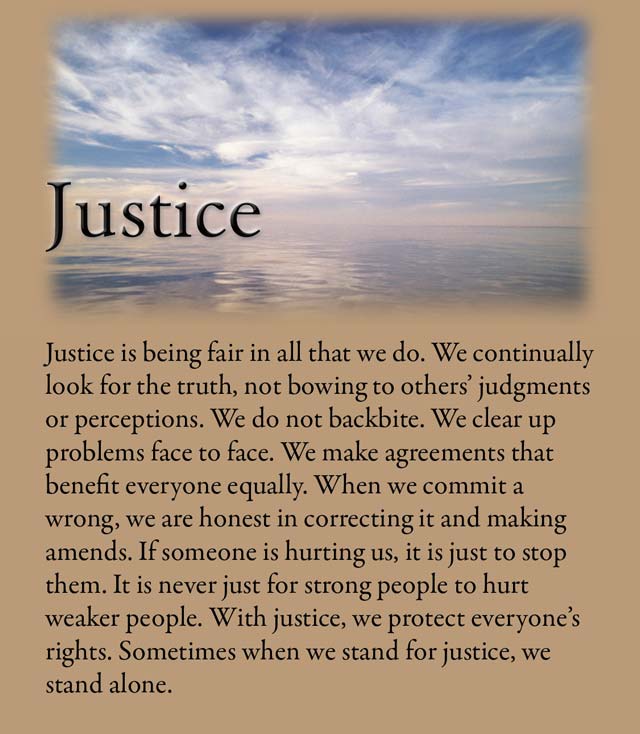 Justice
Justice is being fair in all that we do. We continually
look for the truth, not bowing to others’ judgments
or perceptions. We do not backbite. We clear up
problems face to face. We make agreements that
benefit everyone equally. When we commit a
wrong, we are honest in correcting it and making
amends. If someone is hurting us, it is just to stop
them. It is never just for strong people to hurt
weaker people. With justice, we protect everyone’s
rights. Sometimes when we stand for justice, we
stand alone.